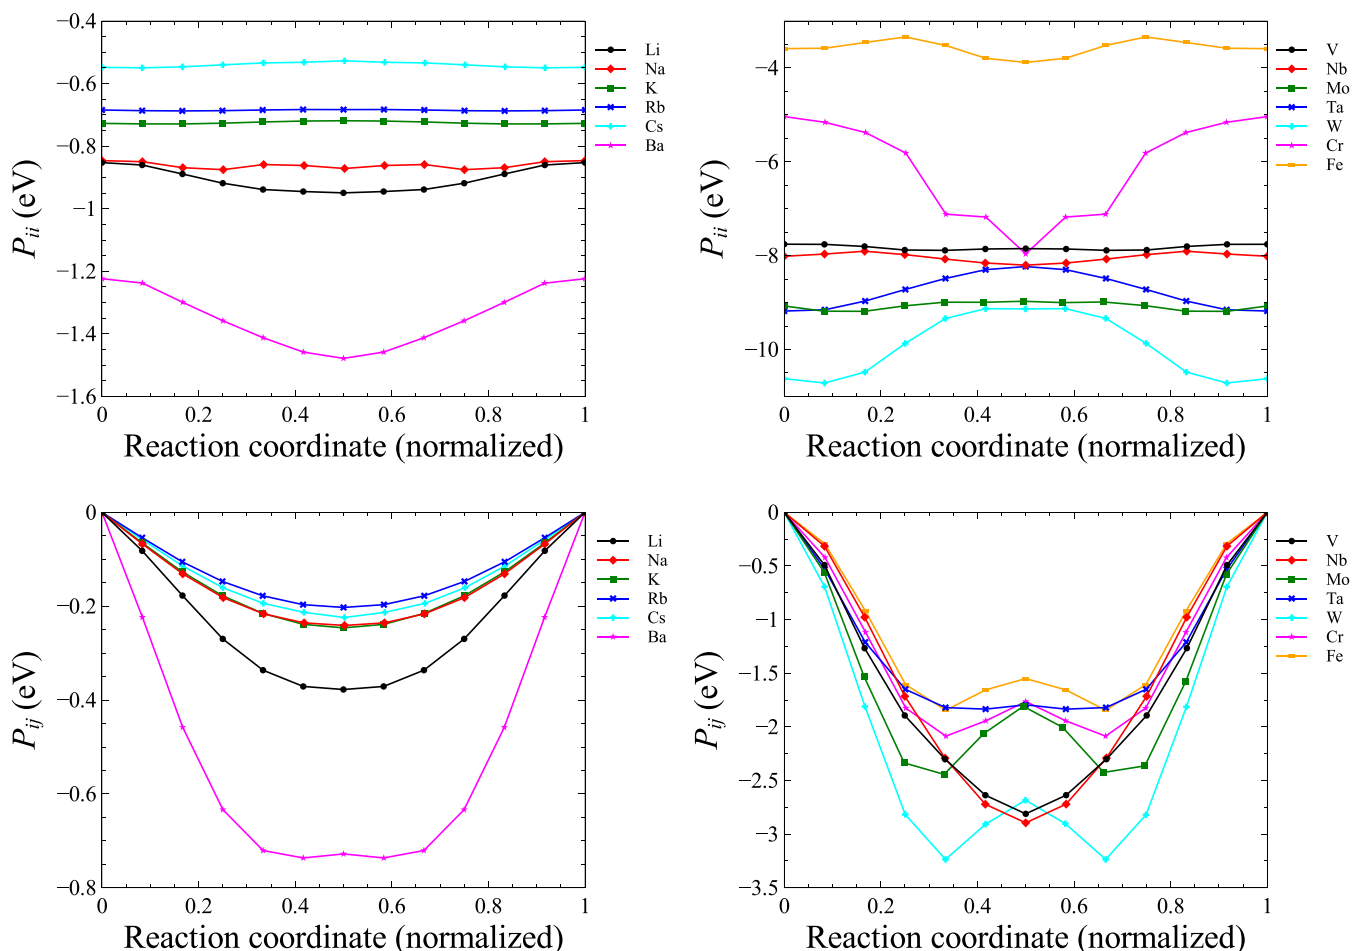 −0.4
−0.6
−0.8
−1
−1.2
−1.4
−1.6
P_ii (eV)
0 0.2 0.4 0.6 0.8 1
Reaction coordinate (normalized)
Li
Na
K
Rb
Cs
Ba
−4
−6
−8
−10
P_ii (eV)
0 0.2 0.4 0.6 0.8 1
Reaction coordinate (normalized)
V
Nb
Mo
Ta
W
Cr
Fe
0
−0.2
−0.4
−0.6
−0.8
P_ij (eV)
0 0.2 0.4 0.6 0.8 1
Reaction coordinate (normalized)
Li
Na
K
Rb
Cs
Ba
0
−0.5
−1
−1.5
−2
−2.5
−3
−3.5
P_ij (eV)
0 0.2 0.4 0.6 0.8 1
Reaction coordinate (normalized)
V
Nb
Mo
Ta
W
Cr
Fe